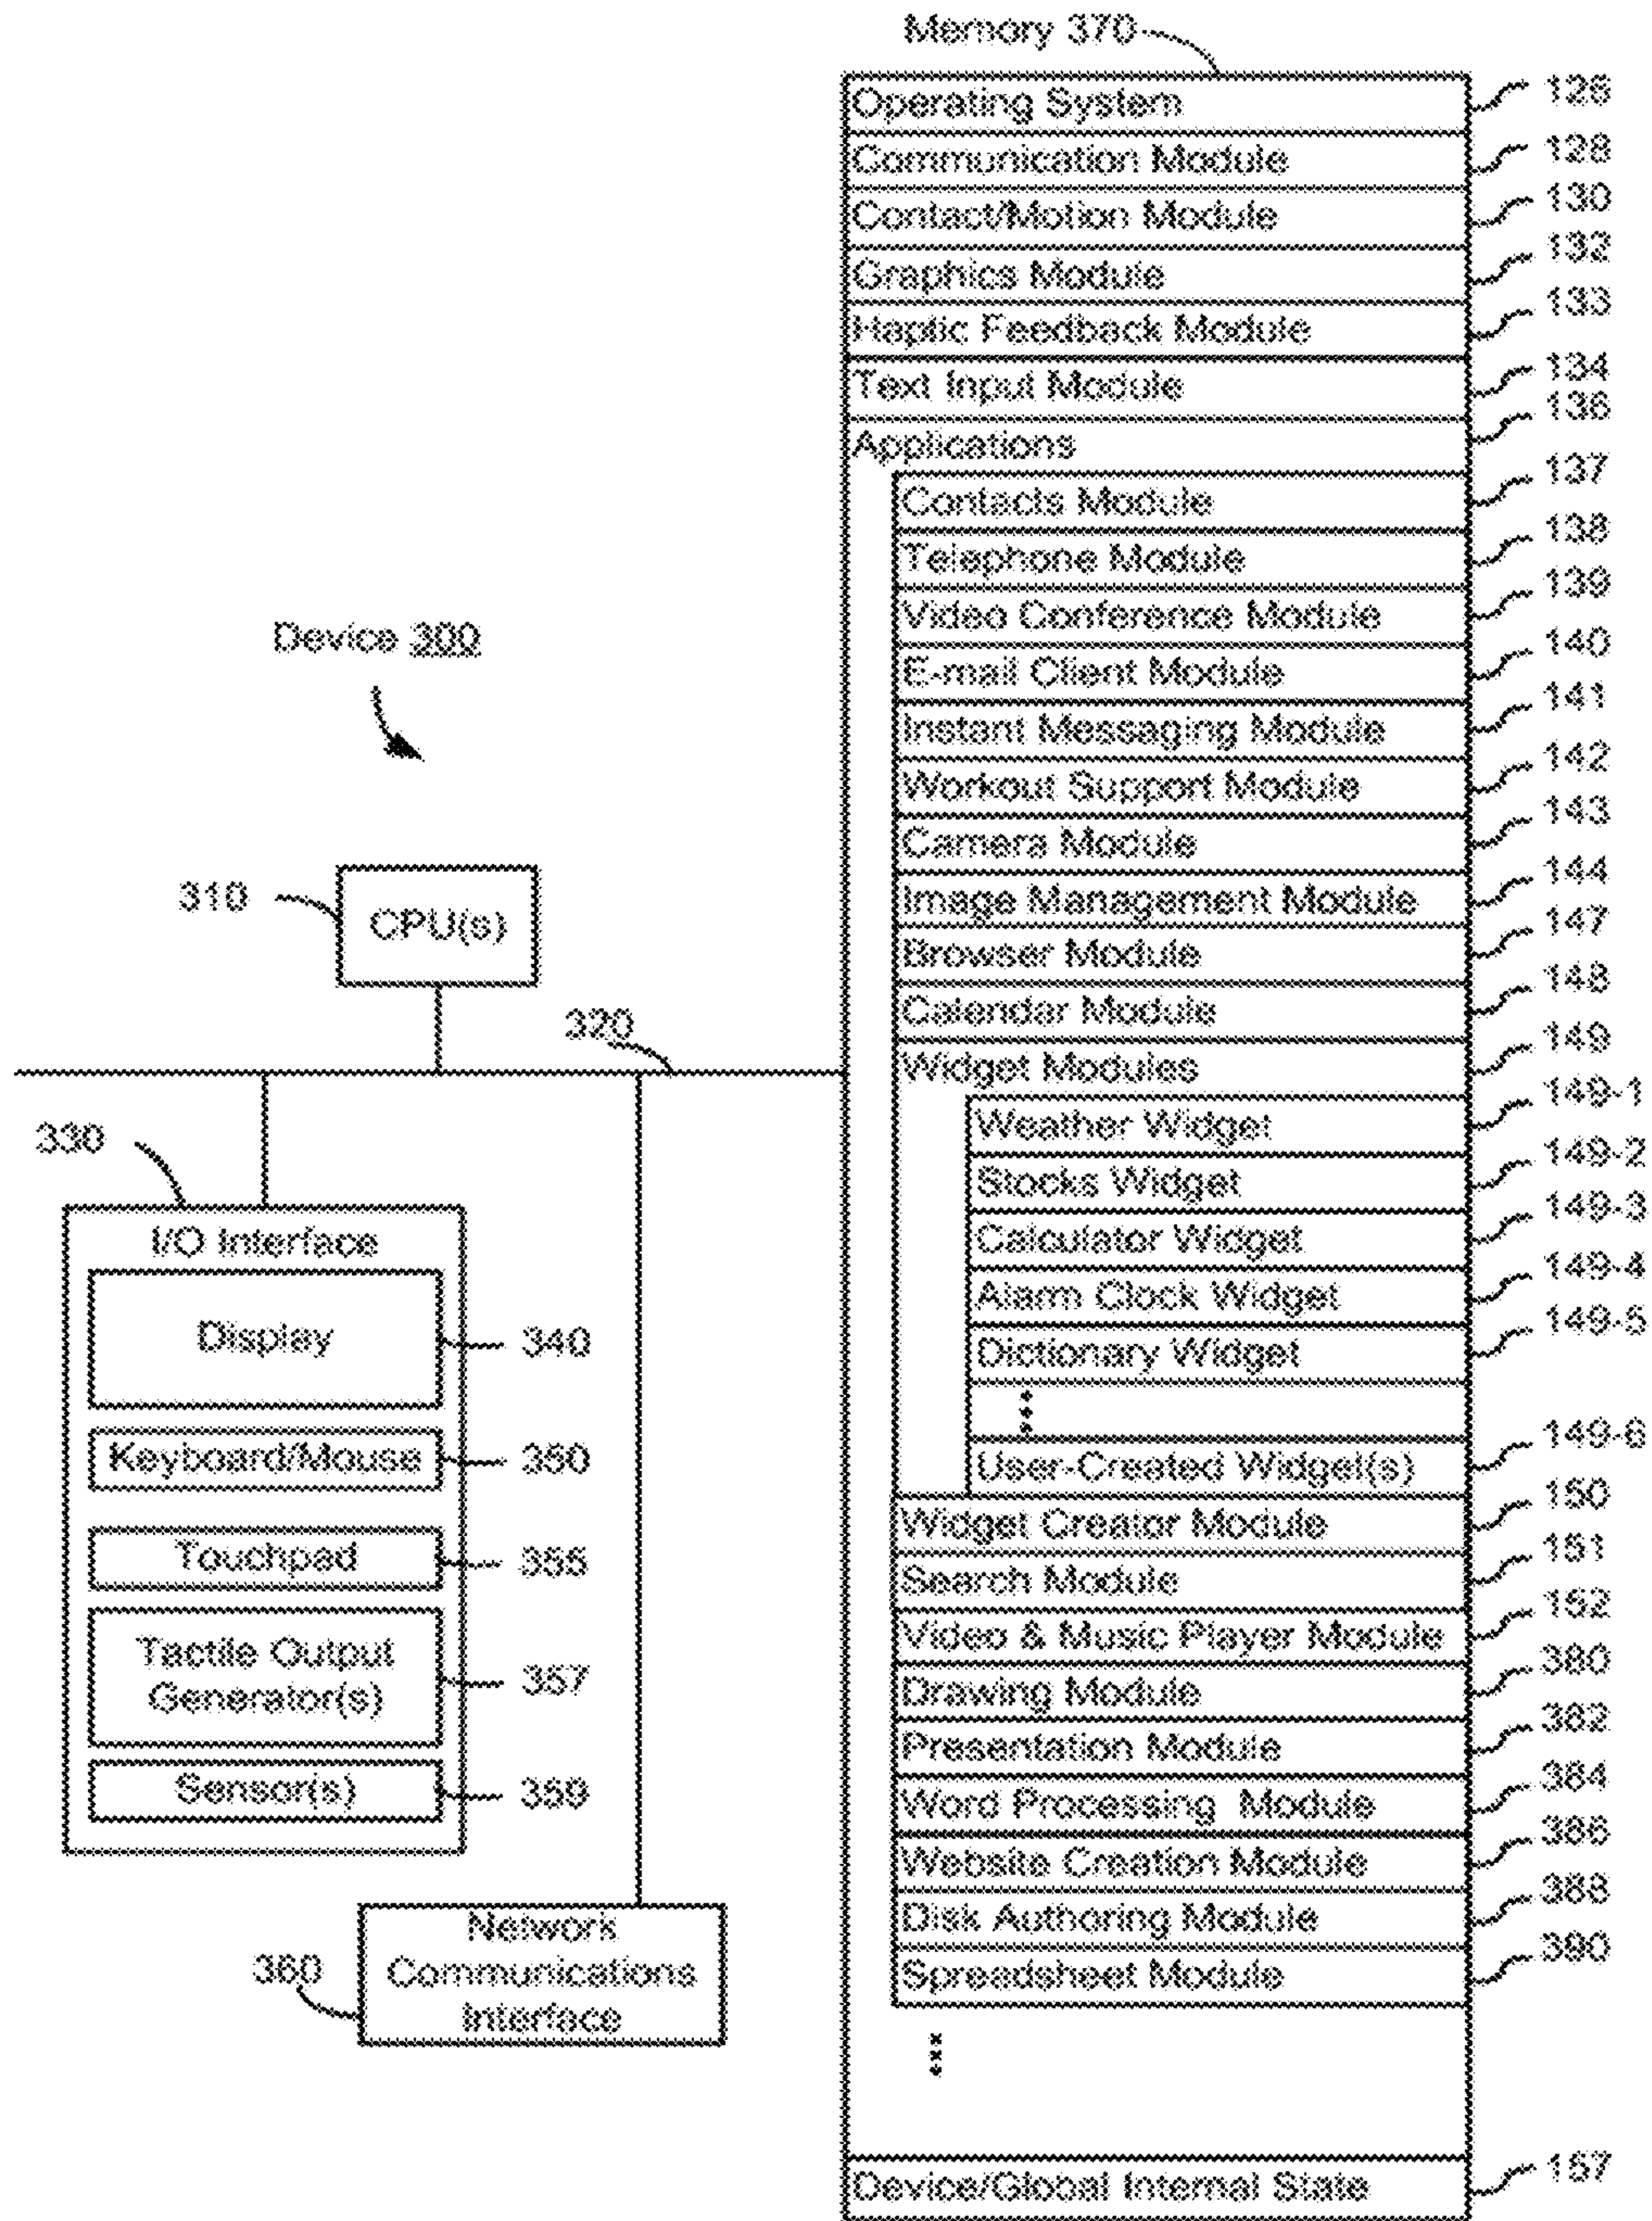 Memory 370
Operating System 126
Communication Module 128
Contact/Motion Module 130
Graphics Module 132
Haptic Feedback Module 133
Text Input Module 134
Applications 136
Contacts Module 137
Telephone Module 138
Video Conference Module 139
E-mail Client Module 140
Instant Messaging Module 141
Workout Support Module 142
Camera Module 143
Image Management Module 144
Browser Module 147
Calendar Module 148
Widget Modules 149
Weather Widget 149-1
Stocks Widget 149-2
Calculator Widget 149-3
Alarm Clock Widget 149-4
Dictionary Widget 149-5
User-Created Widget(s) 149-6
Widget Creator Module 150
Search Module 151
Video & Music Player Module 152
Drawing Module 380
Presentation Module 382
Word Processing Module 384
Website Creation Module 386
Disk Authoring Module 388
Spreadsheet Module 390
Device/Global Internal State 157
Device 300
310
CPU(s)
320
330
I/O Interface
Display 340
Keyboard/Mouse 350
Touchpad 355
Tactile Output
Generator(s) 357
Sensor(s) 359
360
Network
Communications
Interface